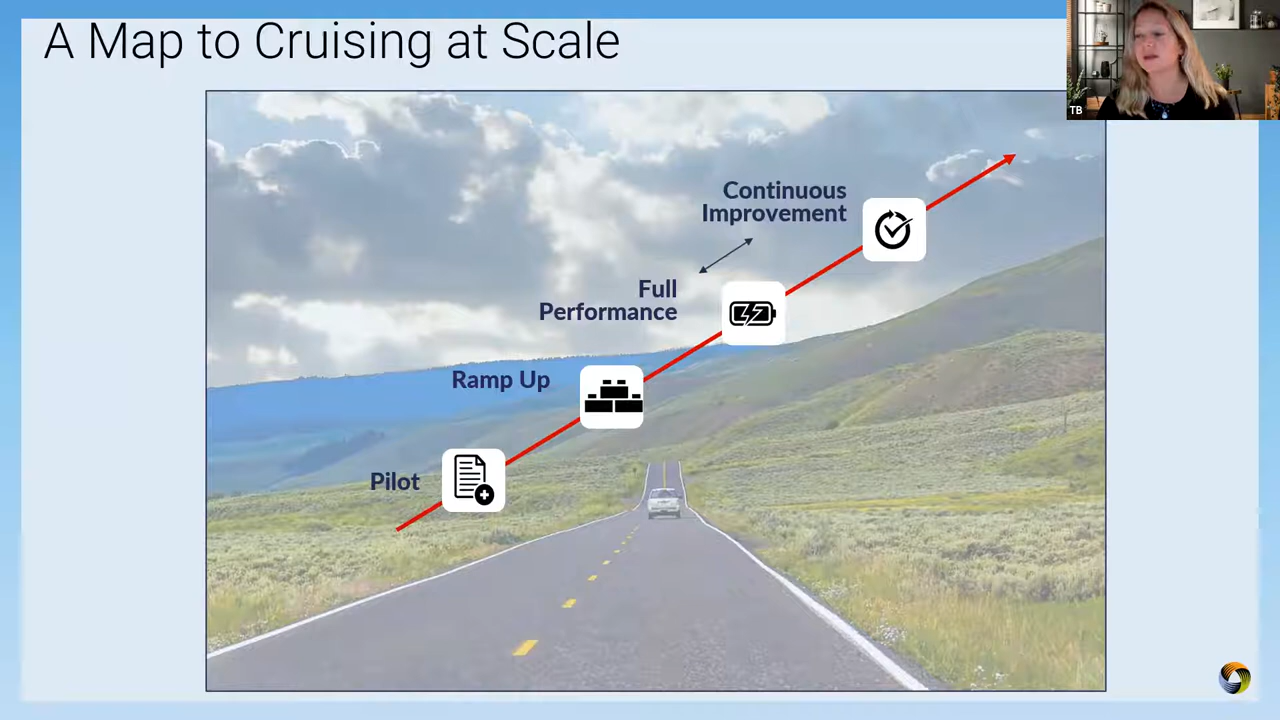 A Map to Cruising at Scale
TB
Continuous
Improvement
Full
Performance
Ramp Up
Pilot